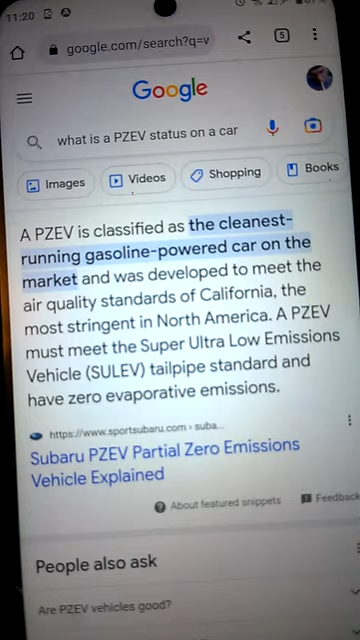 11:20
google.com/search?q=v
5
Google
what is a PZEV status on a car
Images
Videos
Shopping
Books
A PZEV is classified as the cleanest-
running gasoline-powered car on the
market and was developed to meet the
air quality standards of California, the
most stringent in North America. A PZEV
must meet the Super Ultra Low Emissions
Vehicle (SULEV) tailpipe standard and
have zero evaporative emissions.
https://www.sportsubaru.com › suba...
Subaru PZEV Partial Zero Emissions
Vehicle Explained
About featured snippets
Feedback
People also ask
Are PZEV vehicles good?